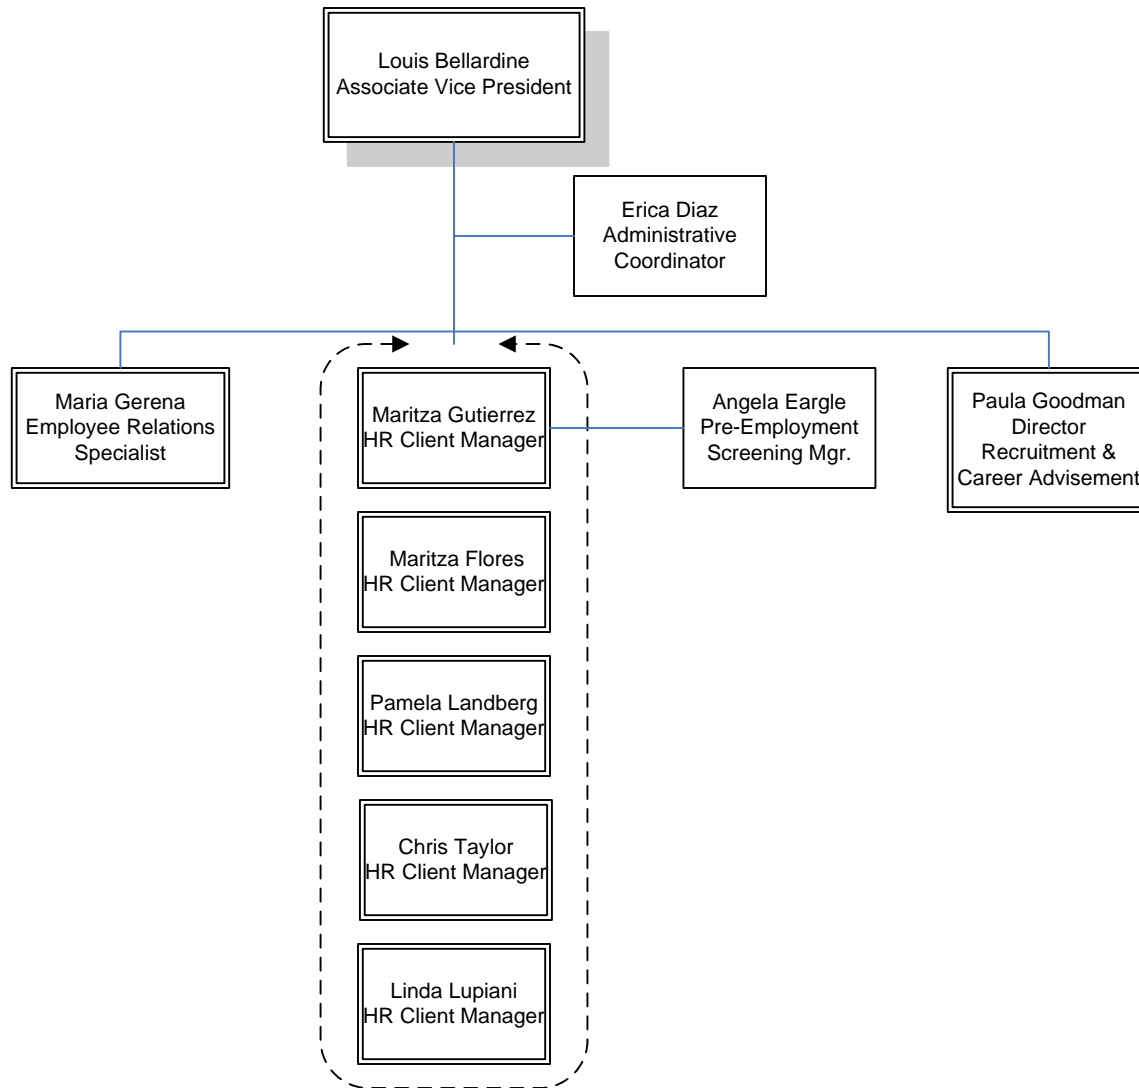 Louis Bellardine
Associate Vice President
Erica Diaz
Administrative
Coordinator
Maria Gerena
Employee Relations
Specialist
Maritza Gutierrez
HR Client Manager
Angela Eargle
Pre-Employment
Screening Mgr.
Paula Goodman
Director
Recruitment &
Career Advisement
Maritza Flores
HR Client Manager
Pamela Landberg
HR Client Manager
Chris Taylor
HR Client Manager
Linda Lupiani
HR Client Manager